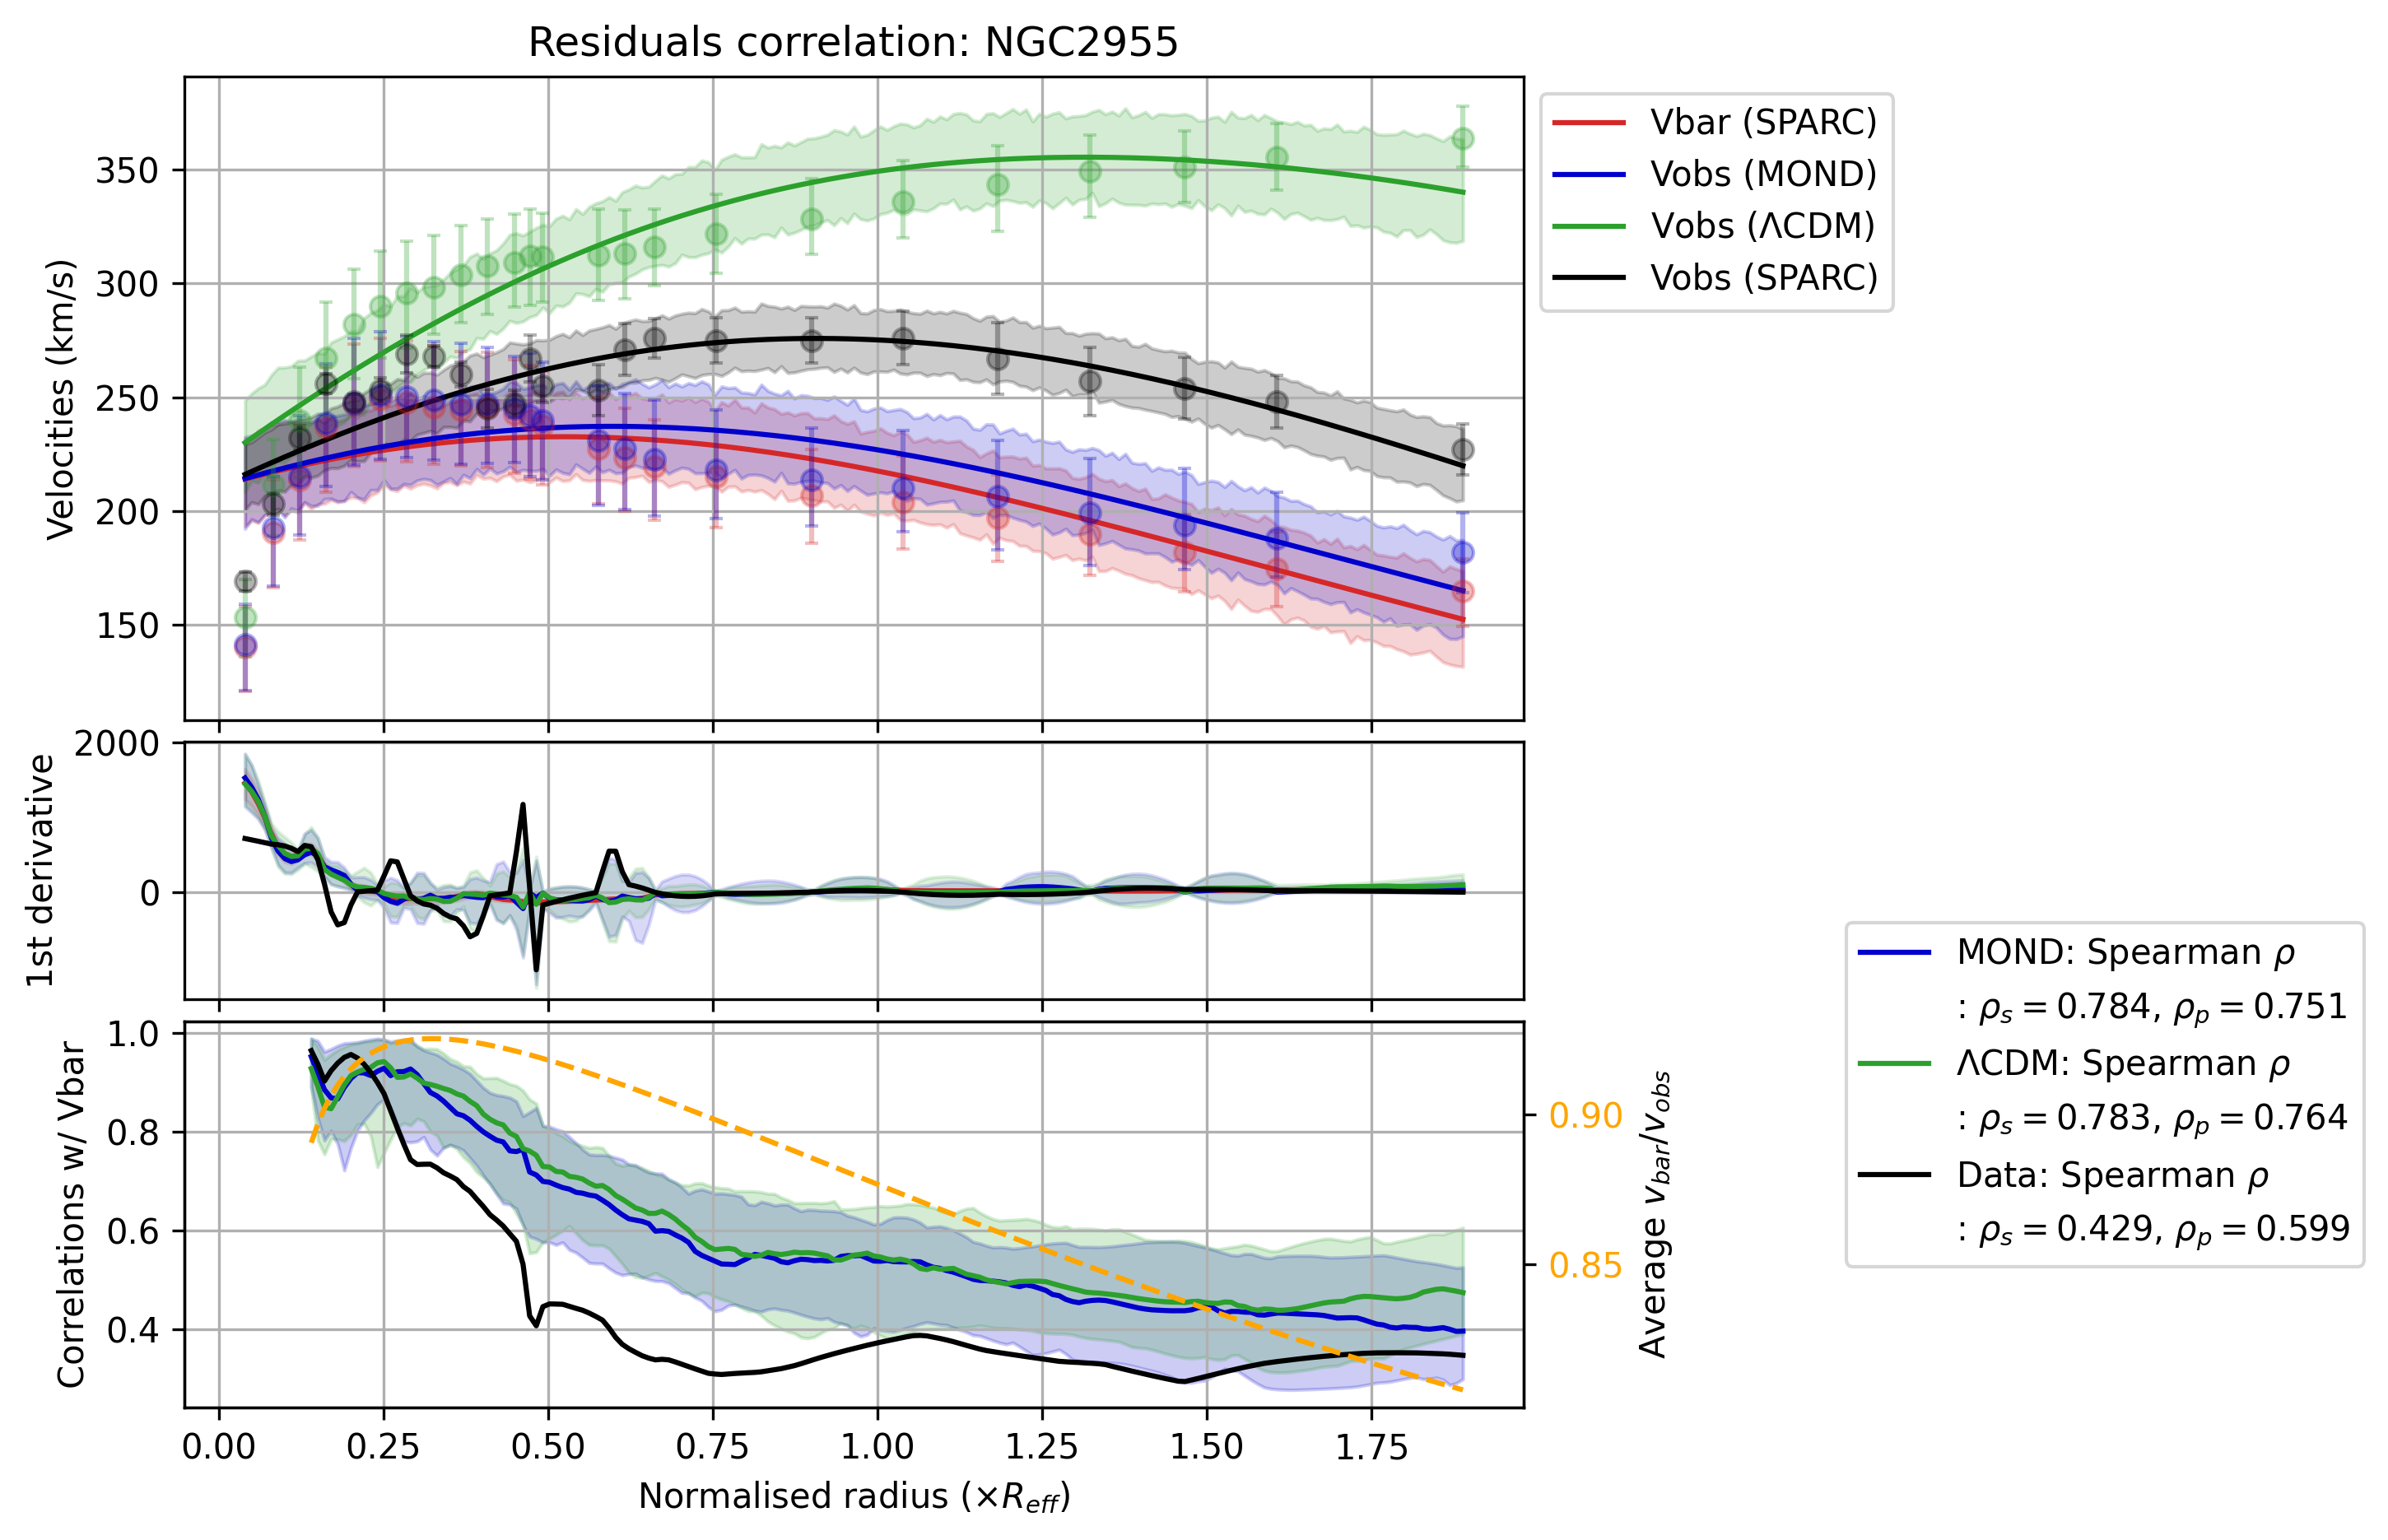 Residuals correlation: NGC2955
Velocities (km/s)
350
300
250
200
150
Vbar (SPARC)
Vobs (MOND)
Vobs (ΛCDM)
Vobs (SPARC)
1st derivative
2000
0
Correlations w/ Vbar
1.0
0.8
0.6
0.4
0.90
0.85
Average v_bar/v_obs
MOND: Spearman ρ
: ρ_s = 0.784, ρ_p = 0.751
ΛCDM: Spearman ρ
: ρ_s = 0.783, ρ_p = 0.764
Data: Spearman ρ
: ρ_s = 0.429, ρ_p = 0.599
0.00 0.25 0.50 0.75 1.00 1.25 1.50 1.75
Normalised radius (×R_eff)